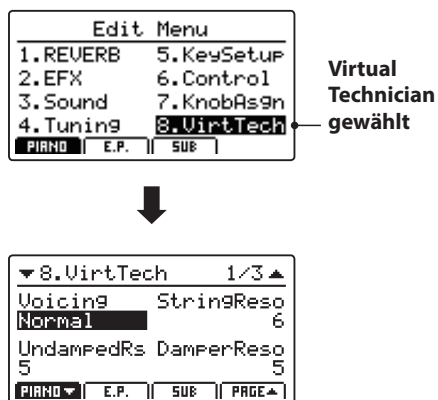 Edit Menu
1.REVERB 5.KeySetup
2.EFX 6.Control
3.Sound 7.KnobAsgn
4.Tuning 8.VirtTech
PIANO E.P. SUB
Virtual
Technician
gewählt
▼8.VirtTech 1/3▲
Voicing StringReso
Normal 6
UndampedRs DamperReso
5 5
PIANO▼ E.P. SUB PAGE▲